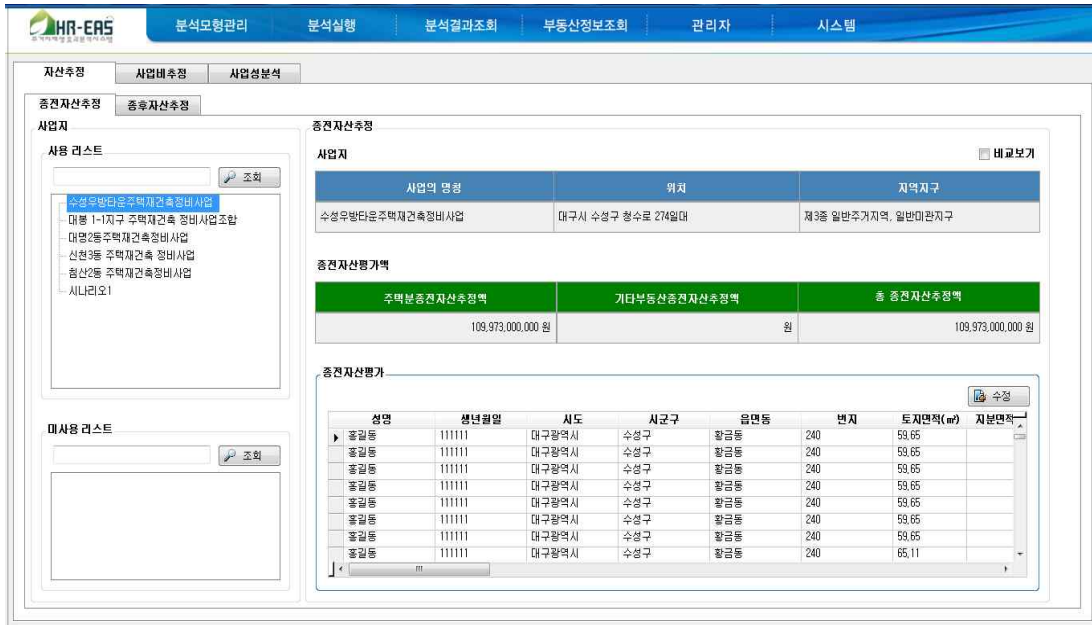 HR-EAS
분석모형관리 분석실행 분석결과조회 부동산정보조회 관리자 시스템
자산추정 사업비추정 사업성분석
종전자산추정 종후자산추정
사업지
사용 리스트
조회
수성우방타운주택재건축정비사업
대봉 1-1지구 주택재건축 정비사업조합
대명2동주택재건축정비사업
신천3동 주택재건축 정비사업
침산2동 주택재건축정비사업
시나리오1
미사용 리스트
조회
종전자산추정
사업지 비교보기
사업의 명칭 위치 지역지구
수성우방타운주택재건축정비사업 대구시 수성구 청수로 274일대 제3종 일반주거지역, 일반미관지구
종전자산평가액
주택분종전자산추정액 기타부동산종전자산추정액 총 종전자산추정액
109,973,000,000 원 원 109,973,000,000 원
종전자산평가
수정
성명 생년월일 시도 시군구 읍면동 번지 토지면적(㎡) 지분면적
홍길동 111111 대구광역시 수성구 황금동 240 59,65
홍길동 111111 대구광역시 수성구 황금동 240 59,65
홍길동 111111 대구광역시 수성구 황금동 240 59,65
홍길동 111111 대구광역시 수성구 황금동 240 59,65
홍길동 111111 대구광역시 수성구 황금동 240 59,65
홍길동 111111 대구광역시 수성구 황금동 240 59,65
홍길동 111111 대구광역시 수성구 황금동 240 59,65
홍길동 111111 대구광역시 수성구 황금동 240 65,11